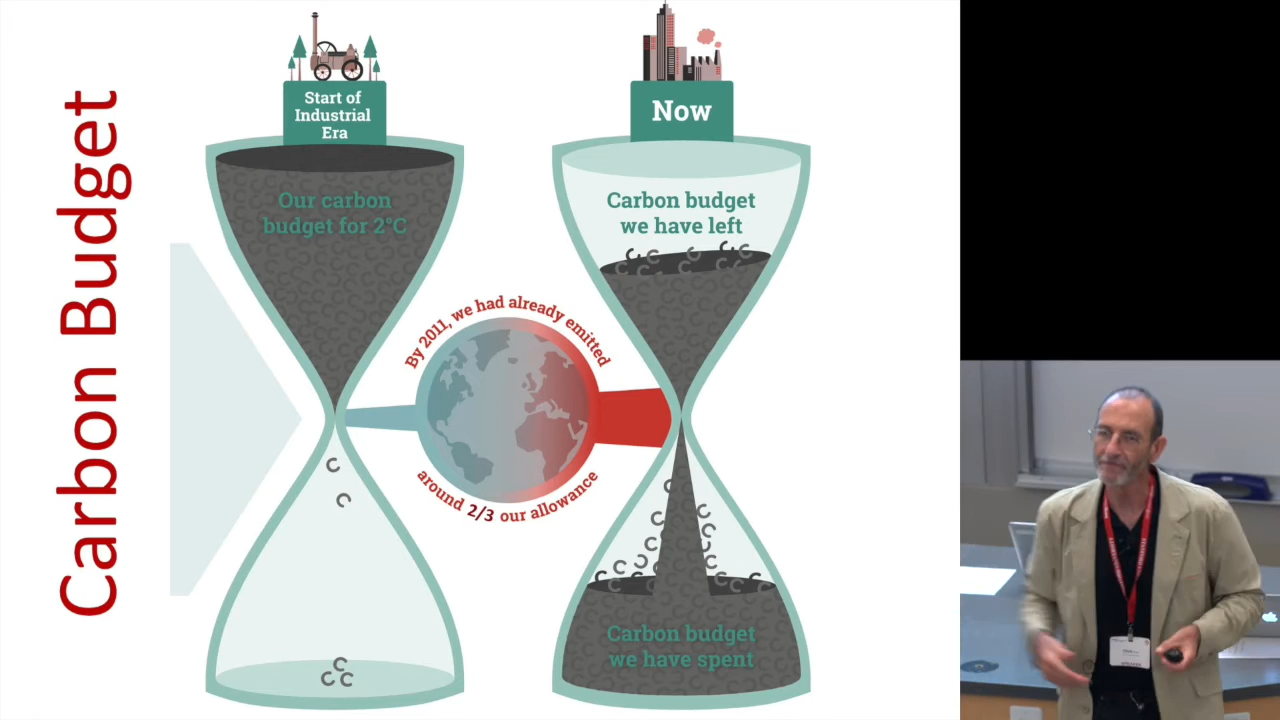 Carbon Budget
Start of
Industrial
Era
Our carbon
budget for 2°C
Now
Carbon budget
we have left
By 2011, we had already emitted
around 2/3 our allowance
Carbon budget
we have spent